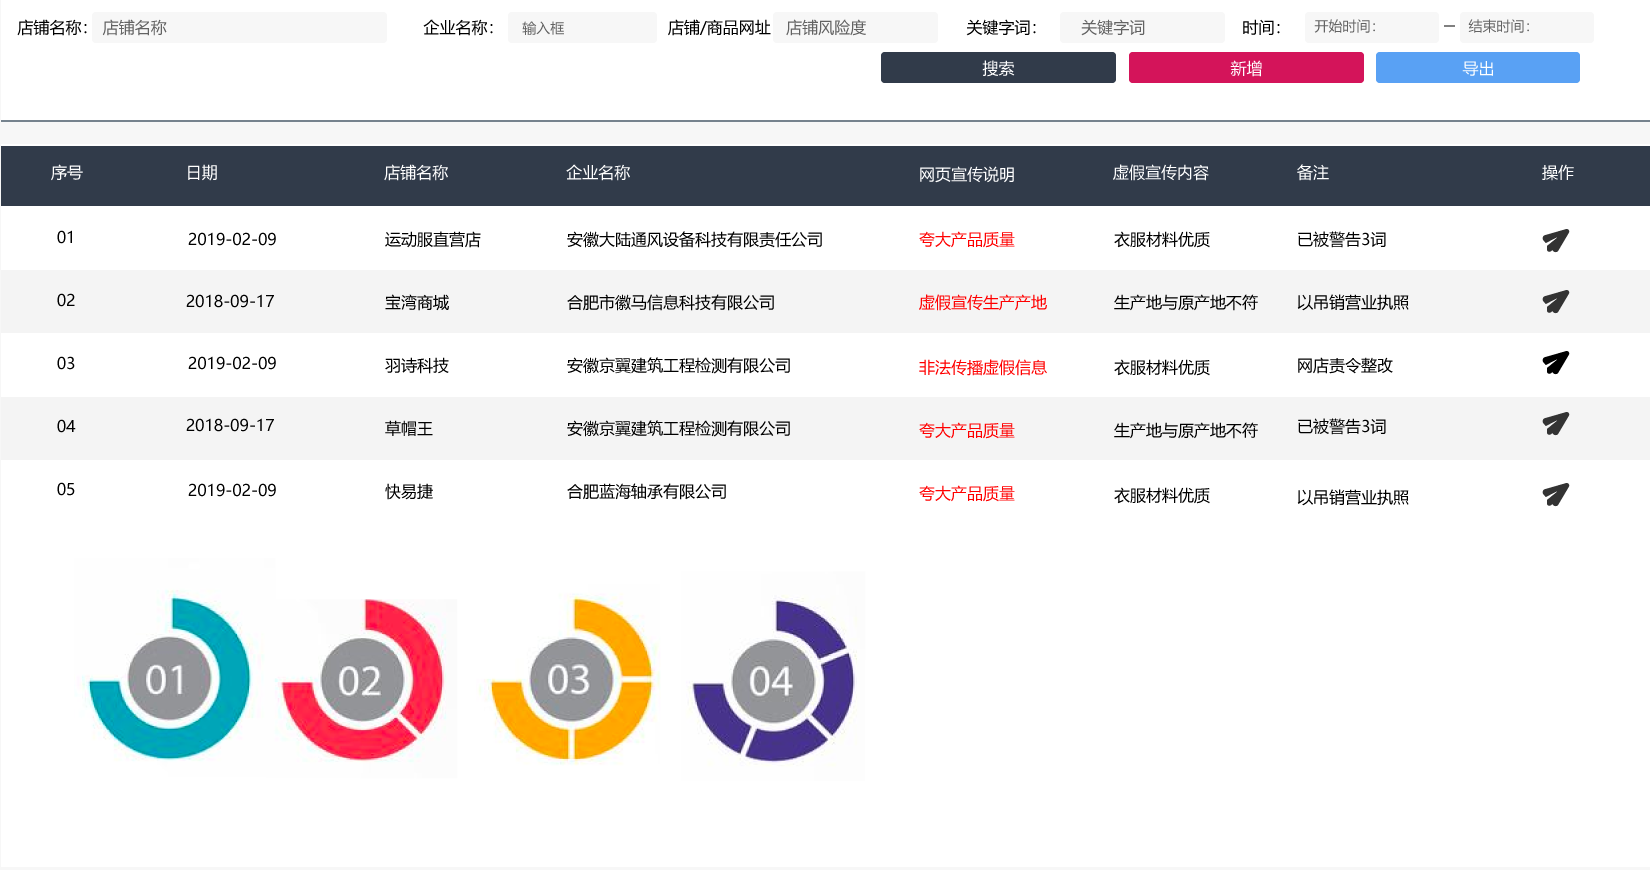 店铺名称： 店铺名称 企业名称： 输入框 店铺/商品网址 店铺风险度 关键字词： 关键字词 时间： 开始时间： — 结束时间：
搜索 新增 导出
序号 日期 店铺名称 企业名称 网页宣传说明 虚假宣传内容 备注 操作
01 2019-02-09 运动服直营店 安徽大陆通风设备科技有限责任公司 夸大产品质量 衣服材料优质 已被警告3词
02 2018-09-17 宝湾商城 合肥市徽马信息科技有限公司 虚假宣传生产产地 生产地与原产地不符 以吊销营业执照
03 2019-02-09 羽诗科技 安徽京翼建筑工程检测有限公司 非法传播虚假信息 衣服材料优质 网店责令整改
04 2018-09-17 草帽王 安徽京翼建筑工程检测有限公司 夸大产品质量 生产地与原产地不符 已被警告3词
05 2019-02-09 快易捷 合肥蓝海轴承有限公司 夸大产品质量 衣服材料优质 以吊销营业执照
01 02 03 04